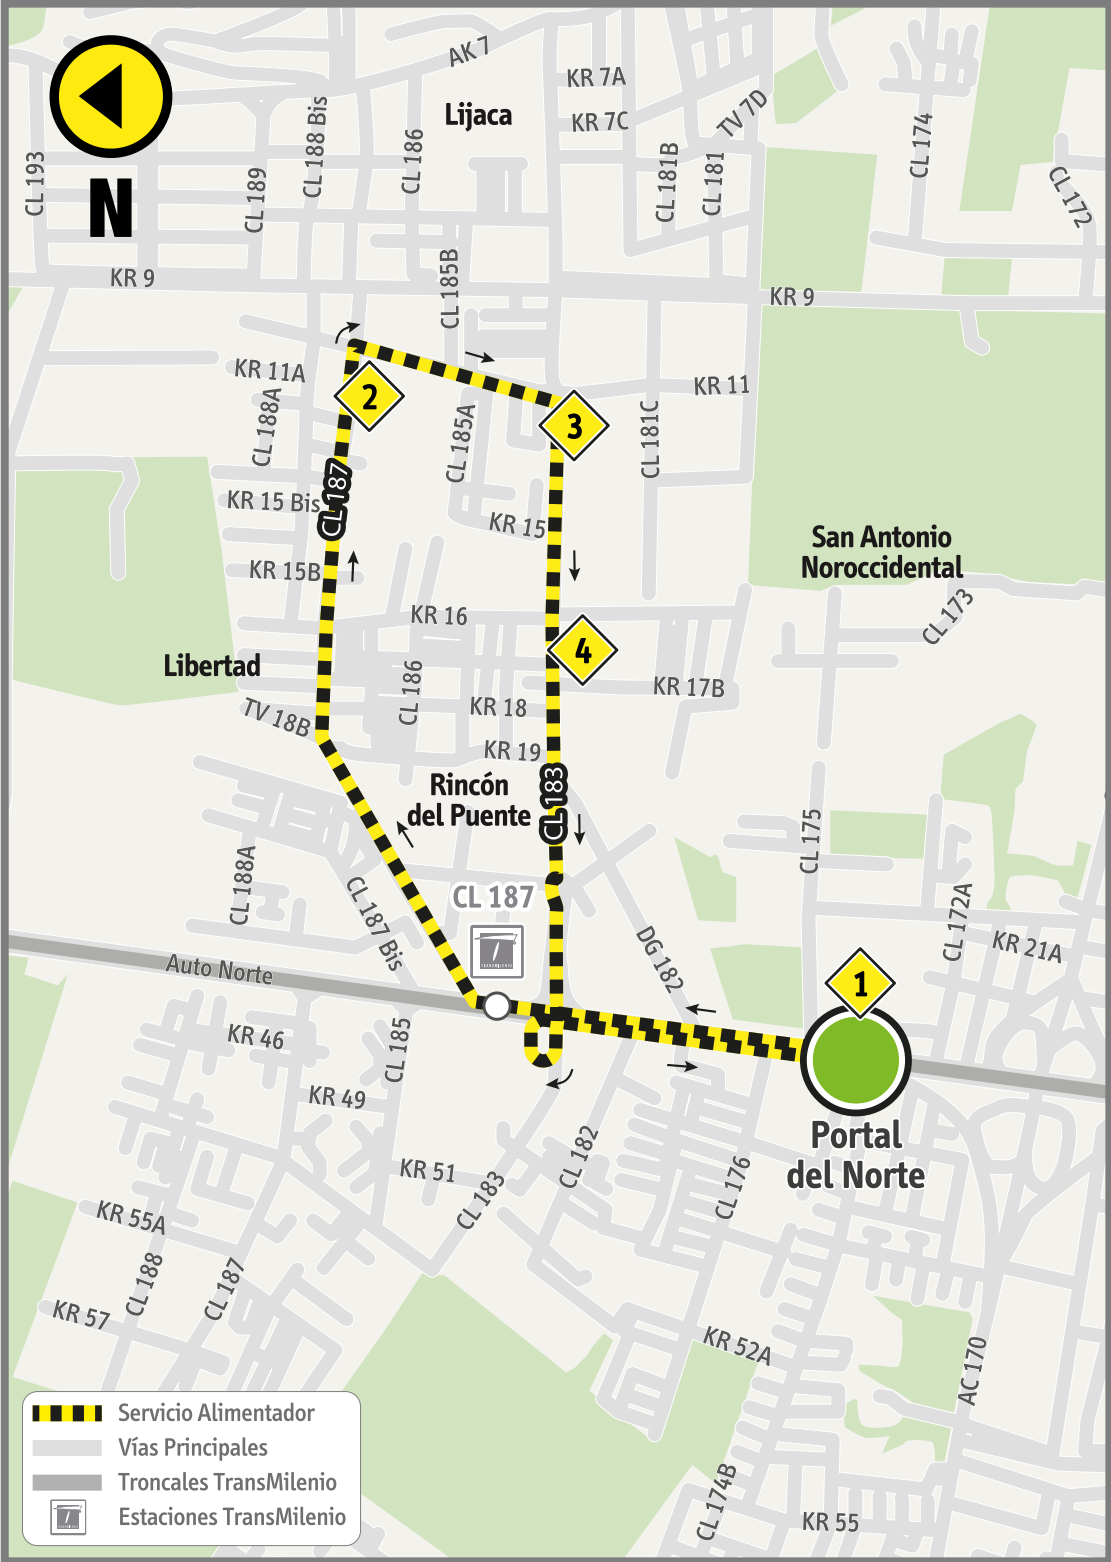 AK 7
KR 7A
Lijaca
KR 7C
TV 7D
CL 193
CL 188 Bis
CL 186
CL 189
CL 181B
CL 181
CL 174
CL 172
N
KR 9
CL 185B
KR 9
KR 11A
2
KR 11
CL 188A
CL 185A
3
CL 181C
CL 187
KR 15 Bis
KR 15
San Antonio
Noroccidental
KR 15B
KR 16
CL 173
4
Libertad
CL 186
KR 17B
TV 18B
KR 18
KR 19
Rincón
del Puente
CL 183
CL 175
CL 188A
CL 187 Bis
CL 187
TRANSMILENIO
DG 182
CL 172A
KR 21A
Auto Norte
1
KR 46
CL 185
KR 49
Portal
del Norte
KR 51
CL 183
CL 182
CL 176
KR 55A
CL 188
CL 187
KR 57
KR 52A
AC 170
CL 174B
KR 55
Servicio Alimentador
Vías Principales
Troncales TransMilenio
Estaciones TransMilenio